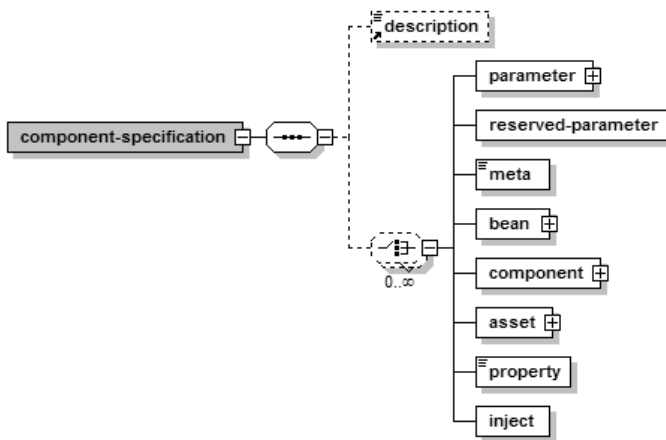 description
parameter
component-specification
reserved-parameter
meta
bean
0..∞
component
asset
property
inject